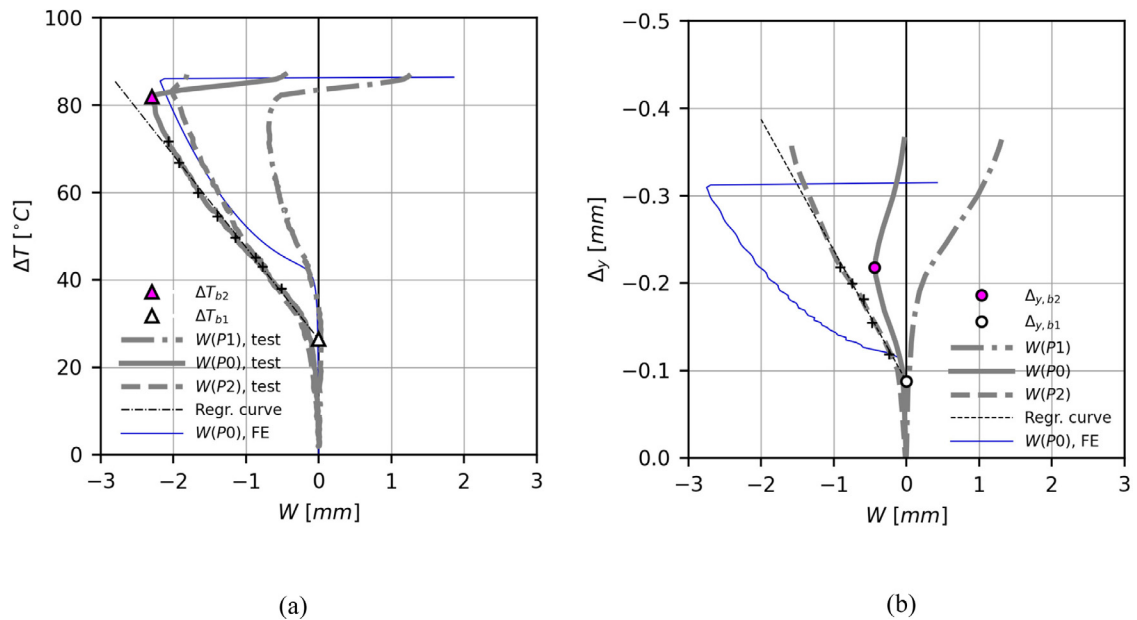 100
80
60
40
20
0
ΔT [°C]
ΔT_b2
ΔT_b1
W(P1), test
W(P0), test
W(P2), test
Regr. curve
W(P0), FE
−3 −2 −1 0 1 2 3
W [mm]
(a)
−0.5
−0.4
−0.3
−0.2
−0.1
0.0
Δ_y [mm]
Δ_y, b2
Δ_y, b1
W(P1)
W(P0)
W(P2)
Regr. curve
W(P0), FE
−3 −2 −1 0 1 2 3
W [mm]
(b)